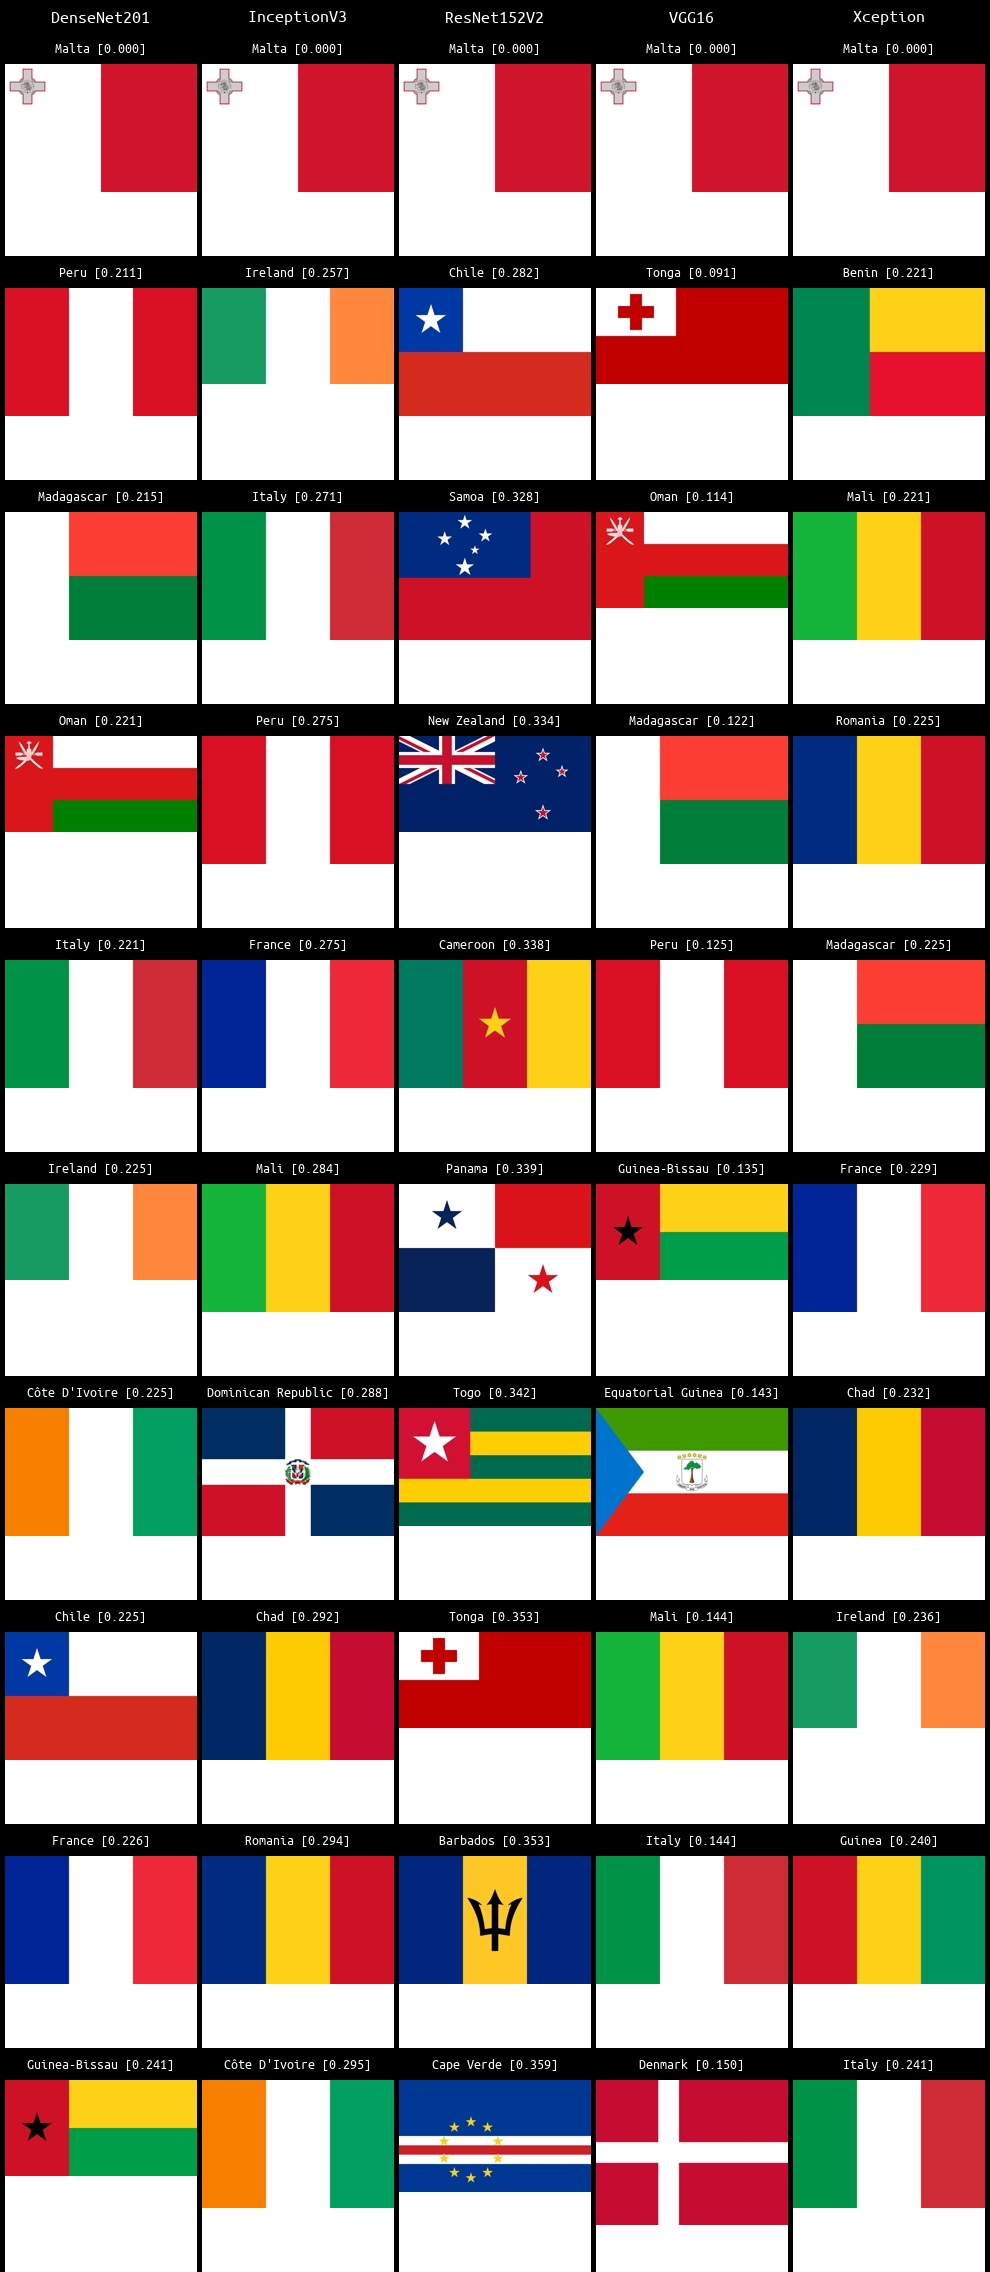 DenseNet201 InceptionV3 ResNet152V2 VGG16 Xception
Malta [0.000] Malta [0.000] Malta [0.000] Malta [0.000] Malta [0.000]
Peru [0.211] Ireland [0.257] Chile [0.282] Tonga [0.091] Benin [0.221]
Madagascar [0.215] Italy [0.271] Samoa [0.328] Oman [0.114] Mali [0.221]
Oman [0.221] Peru [0.275] New Zealand [0.334] Madagascar [0.122] Romania [0.225]
Italy [0.221] France [0.275] Cameroon [0.338] Peru [0.125] Madagascar [0.225]
Ireland [0.225] Mali [0.284] Panama [0.339] Guinea-Bissau [0.135] France [0.229]
Côte D'Ivoire [0.225] Dominican Republic [0.288] Togo [0.342] Equatorial Guinea [0.143] Chad [0.232]
Chile [0.225] Chad [0.292] Tonga [0.353] Mali [0.144] Ireland [0.236]
France [0.226] Romania [0.294] Barbados [0.353] Italy [0.144] Guinea [0.240]
Guinea-Bissau [0.241] Côte D'Ivoire [0.295] Cape Verde [0.359] Denmark [0.150] Italy [0.241]